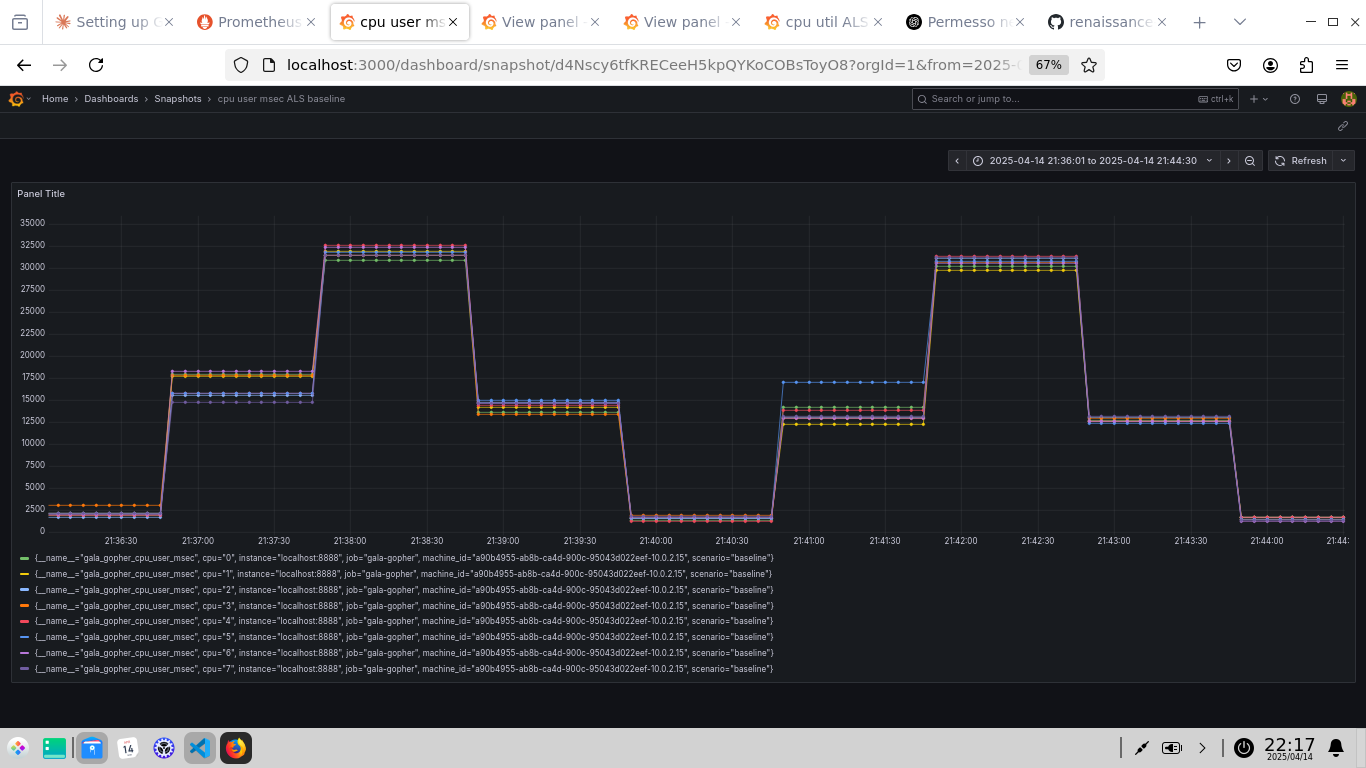 Setting up C
Prometheus
cpu user ms
View panel -
View panel -
cpu util ALS
Permesso ne
renaissance
localhost:3000/dashboard/snapshot/d4Nscy6tfKRECeeH5kpQYKoCOBsToyO8?orgId=1&from=2025-0
67%
Home › Dashboards › Snapshots › cpu user msec ALS baseline
Search or jump to...
ctrl+k
2025-04-14 21:36:01 to 2025-04-14 21:44:30
Refresh
Panel Title
35000
32500
30000
27500
25000
22500
20000
17500
15000
12500
10000
7500
5000
2500
0
21:36:30 21:37:00 21:37:30 21:38:00 21:38:30 21:39:00 21:39:30 21:40:00 21:40:30 21:41:00 21:41:30 21:42:00 21:42:30 21:43:00 21:43:30 21:44:00 21:44:
{__name__="gala_gopher_cpu_user_msec", cpu="0", instance="localhost:8888", job="gala-gopher", machine_id="a90b4955-ab8b-ca4d-900c-95043d022eef-10.0.2.15", scenario="baseline"}
{__name__="gala_gopher_cpu_user_msec", cpu="1", instance="localhost:8888", job="gala-gopher", machine_id="a90b4955-ab8b-ca4d-900c-95043d022eef-10.0.2.15", scenario="baseline"}
{__name__="gala_gopher_cpu_user_msec", cpu="2", instance="localhost:8888", job="gala-gopher", machine_id="a90b4955-ab8b-ca4d-900c-95043d022eef-10.0.2.15", scenario="baseline"}
{__name__="gala_gopher_cpu_user_msec", cpu="3", instance="localhost:8888", job="gala-gopher", machine_id="a90b4955-ab8b-ca4d-900c-95043d022eef-10.0.2.15", scenario="baseline"}
{__name__="gala_gopher_cpu_user_msec", cpu="4", instance="localhost:8888", job="gala-gopher", machine_id="a90b4955-ab8b-ca4d-900c-95043d022eef-10.0.2.15", scenario="baseline"}
{__name__="gala_gopher_cpu_user_msec", cpu="5", instance="localhost:8888", job="gala-gopher", machine_id="a90b4955-ab8b-ca4d-900c-95043d022eef-10.0.2.15", scenario="baseline"}
{__name__="gala_gopher_cpu_user_msec", cpu="6", instance="localhost:8888", job="gala-gopher", machine_id="a90b4955-ab8b-ca4d-900c-95043d022eef-10.0.2.15", scenario="baseline"}
{__name__="gala_gopher_cpu_user_msec", cpu="7", instance="localhost:8888", job="gala-gopher", machine_id="a90b4955-ab8b-ca4d-900c-95043d022eef-10.0.2.15", scenario="baseline"}
14
22:17
2025/04/14